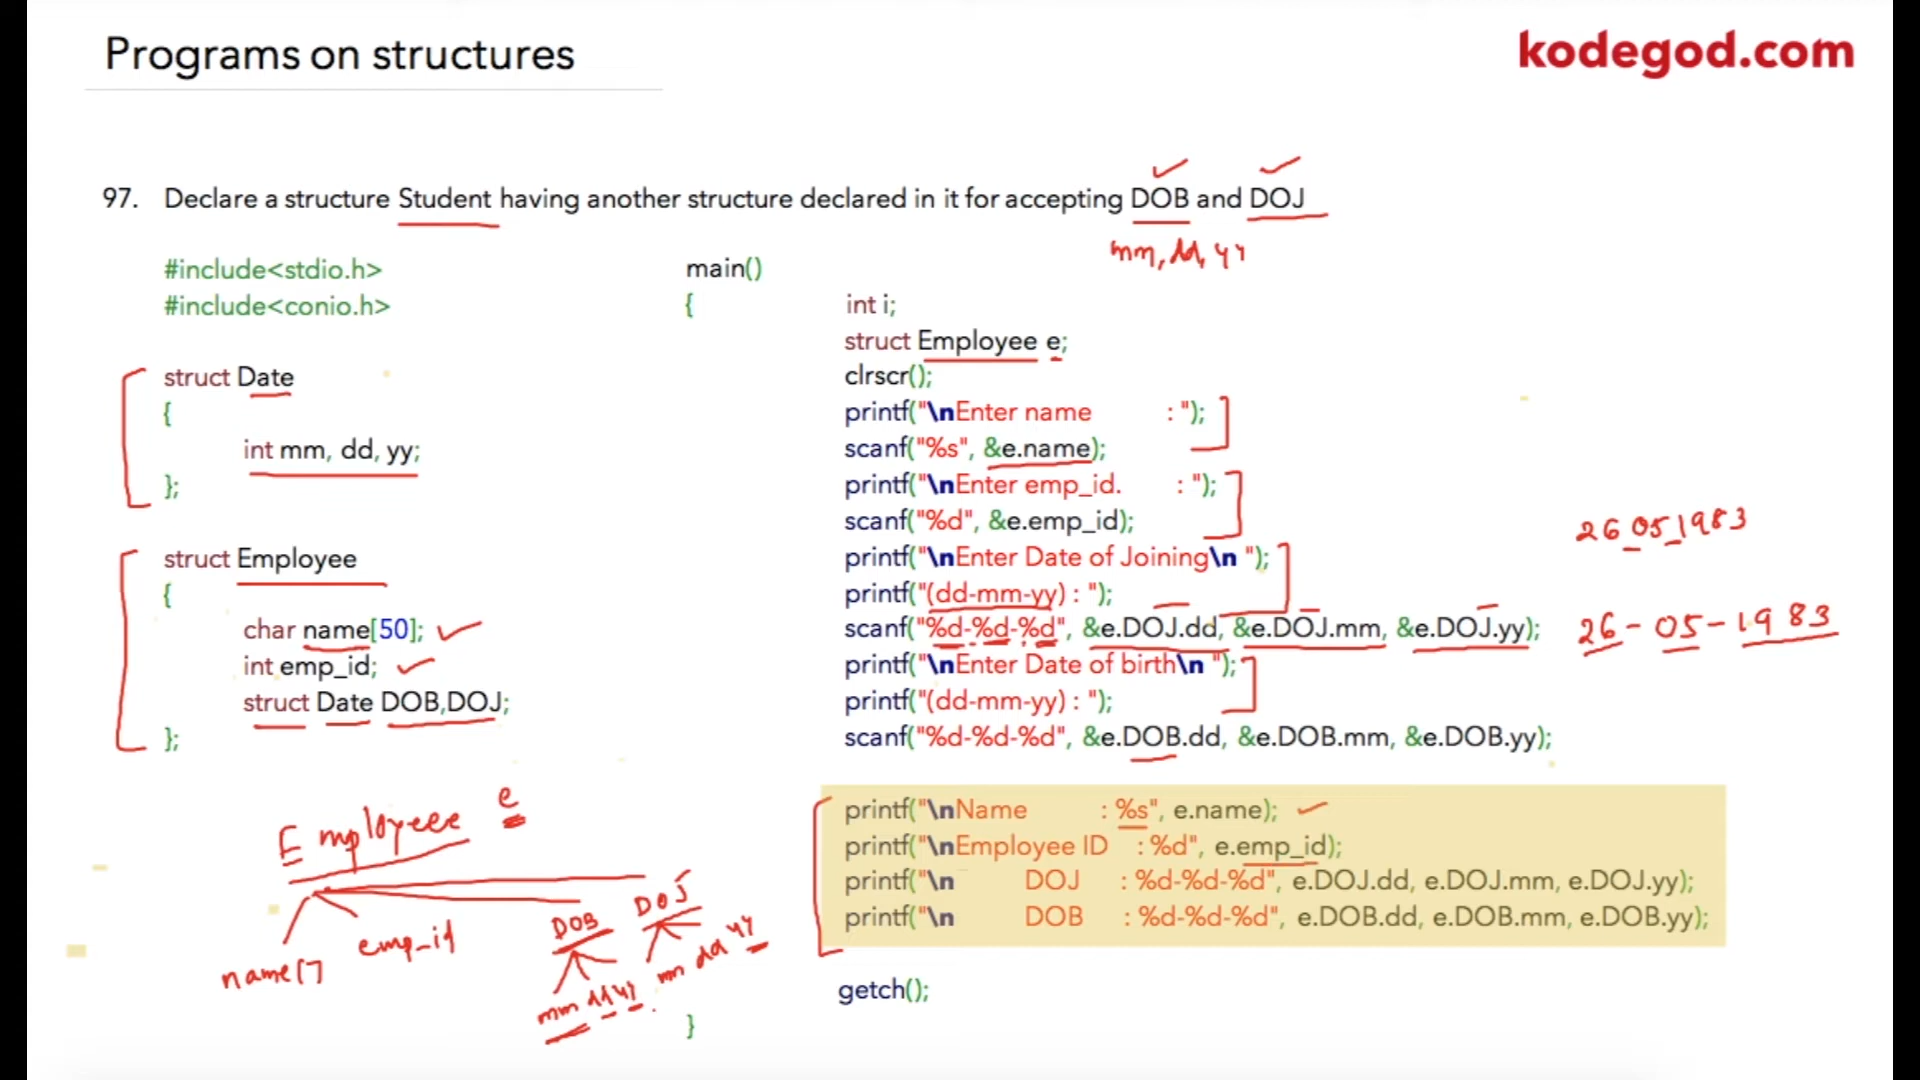 Programs on structures
kodegod.com
97. Declare a structure Student having another structure declared in it for accepting DOB and DOJ
mm, dd, yy
#include<stdio.h>
#include<conio.h>
struct Date
{
int mm, dd, yy;
};
struct Employee
{
char name[50];
int emp_id;
struct Date DOB,DOJ;
};
Employeee e
name[]
emp_id
DOB
DOJ
mm dd yy
mm dd yy
main()
{
int i;
struct Employee e;
clrscr();
printf("\nEnter name : ");
scanf("%s", &e.name);
printf("\nEnter emp_id. : ");
scanf("%d", &e.emp_id);
printf("\nEnter Date of Joining\n ");
printf("(dd-mm-yy) : ");
scanf("%d-%d-%d", &e.DOJ.dd, &e.DOJ.mm, &e.DOJ.yy);
printf("\nEnter Date of birth\n ");
printf("(dd-mm-yy) : ");
scanf("%d-%d-%d", &e.DOB.dd, &e.DOB.mm, &e.DOB.yy);
26 05 1983
26-05-1983
printf("\nName : %s", e.name);
printf("\nEmployee ID : %d", e.emp_id);
printf("\n DOJ : %d-%d-%d", e.DOJ.dd, e.DOJ.mm, e.DOJ.yy);
printf("\n DOB : %d-%d-%d", e.DOB.dd, e.DOB.mm, e.DOB.yy);
getch();
}